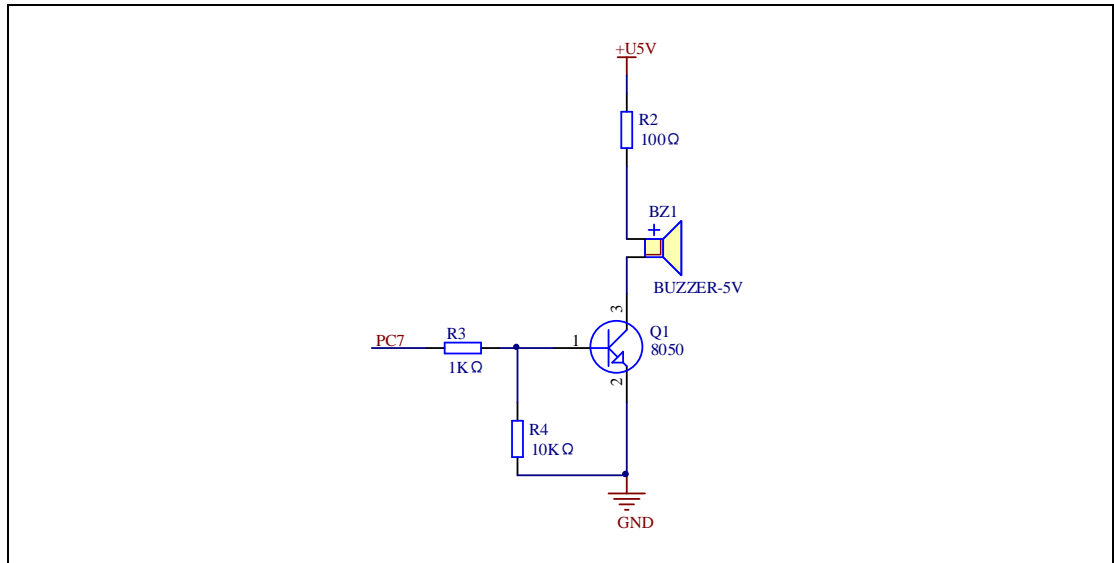 +U5V
R2
100Ω
BZ1
+
BUZZER-5V
3
Q1
8050
PC7
R3
1KΩ
1
2
R4
10KΩ
GND